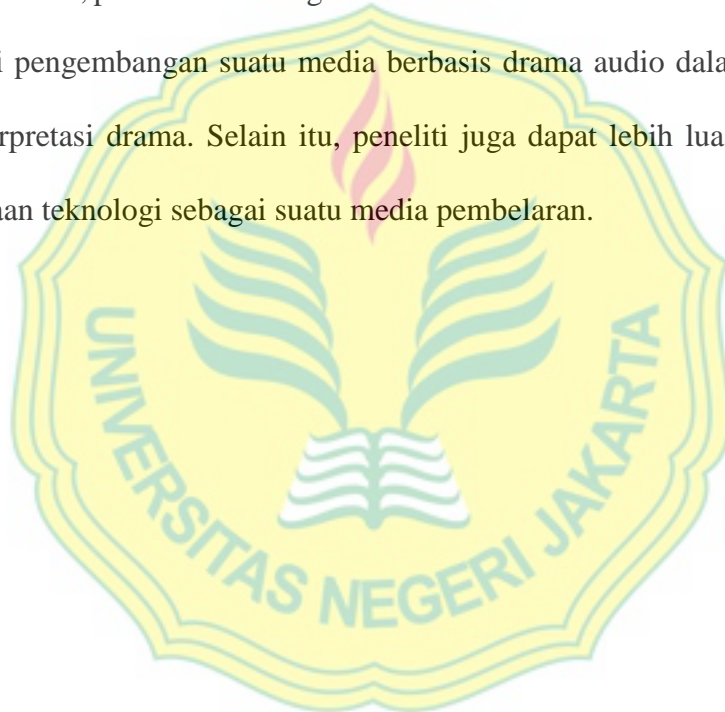 i pengembangan suatu media berbasis drama audio dala
rpretasi drama. Selain itu, peneliti juga dapat lebih lua
an teknologi sebagai suatu media pembelaran.
UNIVERSITAS NEGERI JAKARTA